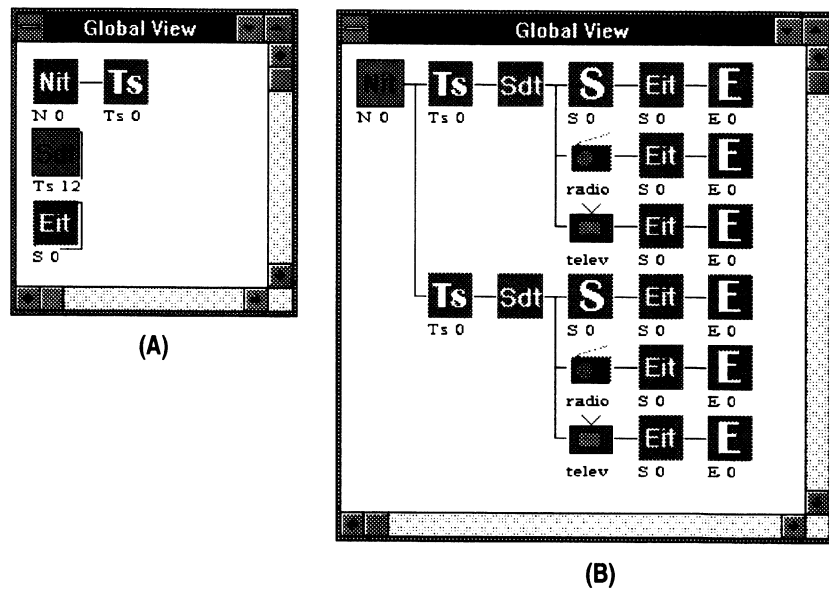 Global View
Nit Ts
N 0 Ts 0
Sdt
Ts 12
Eit
S 0
(A)
Global View
Nit Ts Sdt S Eit E
N 0 Ts 0 S 0 S 0 E 0
Eit E
radio S 0 E 0
Eit E
telev S 0 E 0
Ts Sdt S Eit E
Ts 0 S 0 S 0 E 0
Eit E
radio S 0 E 0
Eit E
telev S 0 E 0
(B)